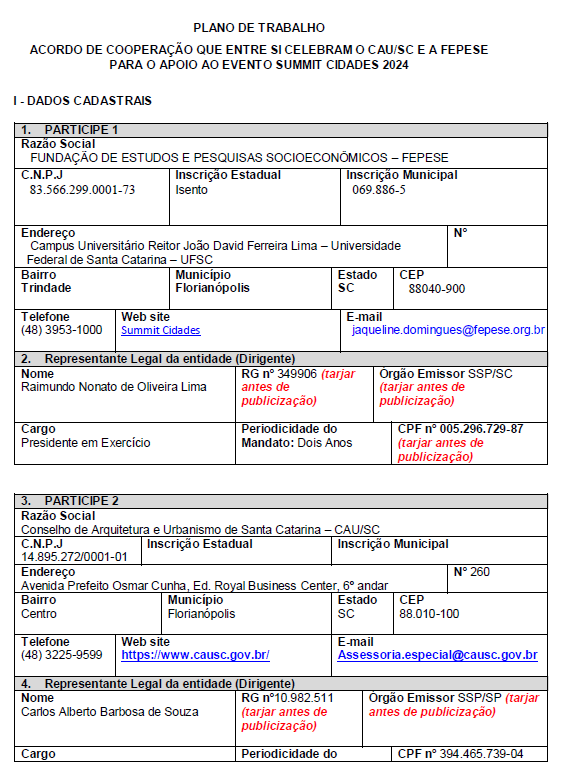 PLANO DE TRABALHO
ACORDO DE COOPERAÇÃO QUE ENTRE SI CELEBRAM O CAU/SC E A FEPESE
PARA O APOIO AO EVENTO SUMMIT CIDADES 2024
I - DADOS CADASTRAIS
1. PARTICIPE 1
Razão Social
FUNDAÇÃO DE ESTUDOS E PESQUISAS SOCIOECONÔMICOS – FEPESE
C.N.P.J Inscrição Estadual Inscrição Municipal
83.566.299.0001-73 Isento 069.886-5
Endereço Nº
Campus Universitário Reitor João David Ferreira Lima – Universidade
Federal de Santa Catarina – UFSC
Bairro Município Estado CEP
Trindade Florianópolis SC 88040-900
Telefone Web site E-mail
(48) 3953-1000 Summit Cidades jaqueline.domingues@fepese.org.br
2. Representante Legal da entidade (Dirigente)
Nome RG nº 349906 (tarjar Órgão Emissor SSP/SC
Raimundo Nonato de Oliveira Lima antes de (tarjar antes de
publicização) publicização)
Cargo Periodicidade do CPF nº 005.296.729-87
Presidente em Exercício Mandato: Dois Anos (tarjar antes de
publicização)
3. PARTICIPE 2
Razão Social
Conselho de Arquitetura e Urbanismo de Santa Catarina – CAU/SC
C.N.P.J Inscrição Estadual Inscrição Municipal
14.895.272/0001-01
Endereço Nº 260
Avenida Prefeito Osmar Cunha, Ed. Royal Business Center, 6º andar
Bairro Município Estado CEP
Centro Florianópolis SC 88.010-100
Telefone Web site E-mail
(48) 3225-9599 https://www.causc.gov.br/ Assessoria.especial@causc.gov.br
4. Representante Legal da entidade (Dirigente)
Nome RG nº10.982.511 Órgão Emissor SSP/SP (tarjar
Carlos Alberto Barbosa de Souza (tarjar antes de antes de publicização)
publicização)
Cargo Periodicidade do CPF nº 394.465.739-04